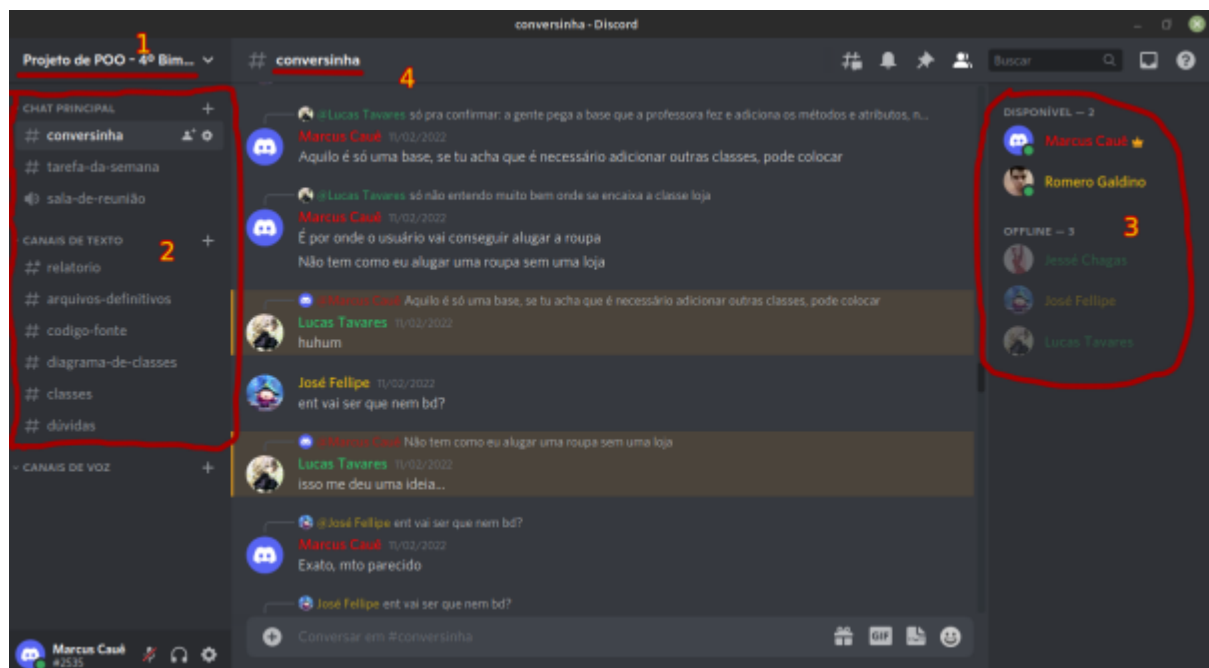 conversinha - Discord
1
Projeto de POO - 4º Bim...
CHAT PRINCIPAL
conversinha
tarefa-da-semana
sala-de-reunião
CANAIS DE TEXTO
2
relatorio
arquivos-definitivos
codigo-fonte
diagrama-de-classes
classes
dúvidas
CANAIS DE VOZ
Marcus Cauê
#2535
# conversinha
4
Buscar
@Lucas Tavares só pra confirmar: a gente pega a base que a professora fez e adiciona os métodos e atributos, n...
Marcus Cauê 11/02/2022
Aquilo é só uma base, se tu acha que é necessário adicionar outras classes, pode colocar
@Lucas Tavares só não entendo muito bem onde se encaixa a classe loja
Marcus Cauê 11/02/2022
É por onde o usuário vai conseguir alugar a roupa
Não tem como eu alugar uma roupa sem uma loja
@Marcus Cauê Aquilo é só uma base, se tu acha que é necessário adicionar outras classes, pode colocar
Lucas Tavares 11/02/2022
huhum
José Fellipe 11/02/2022
ent vai ser que nem bd?
@Marcus Cauê Não tem como eu alugar uma roupa sem uma loja
Lucas Tavares 11/02/2022
isso me deu uma ideia...
@José Fellipe ent vai ser que nem bd?
Marcus Cauê 11/02/2022
Exato, mto parecido
José Fellipe ent vai ser que nem bd?
Conversar em #conversinha
GIF
DISPONÍVEL — 2
Marcus Cauê
Romero Galdino
3
OFFLINE — 3
Jessé Chagas
José Fellipe
Lucas Tavares